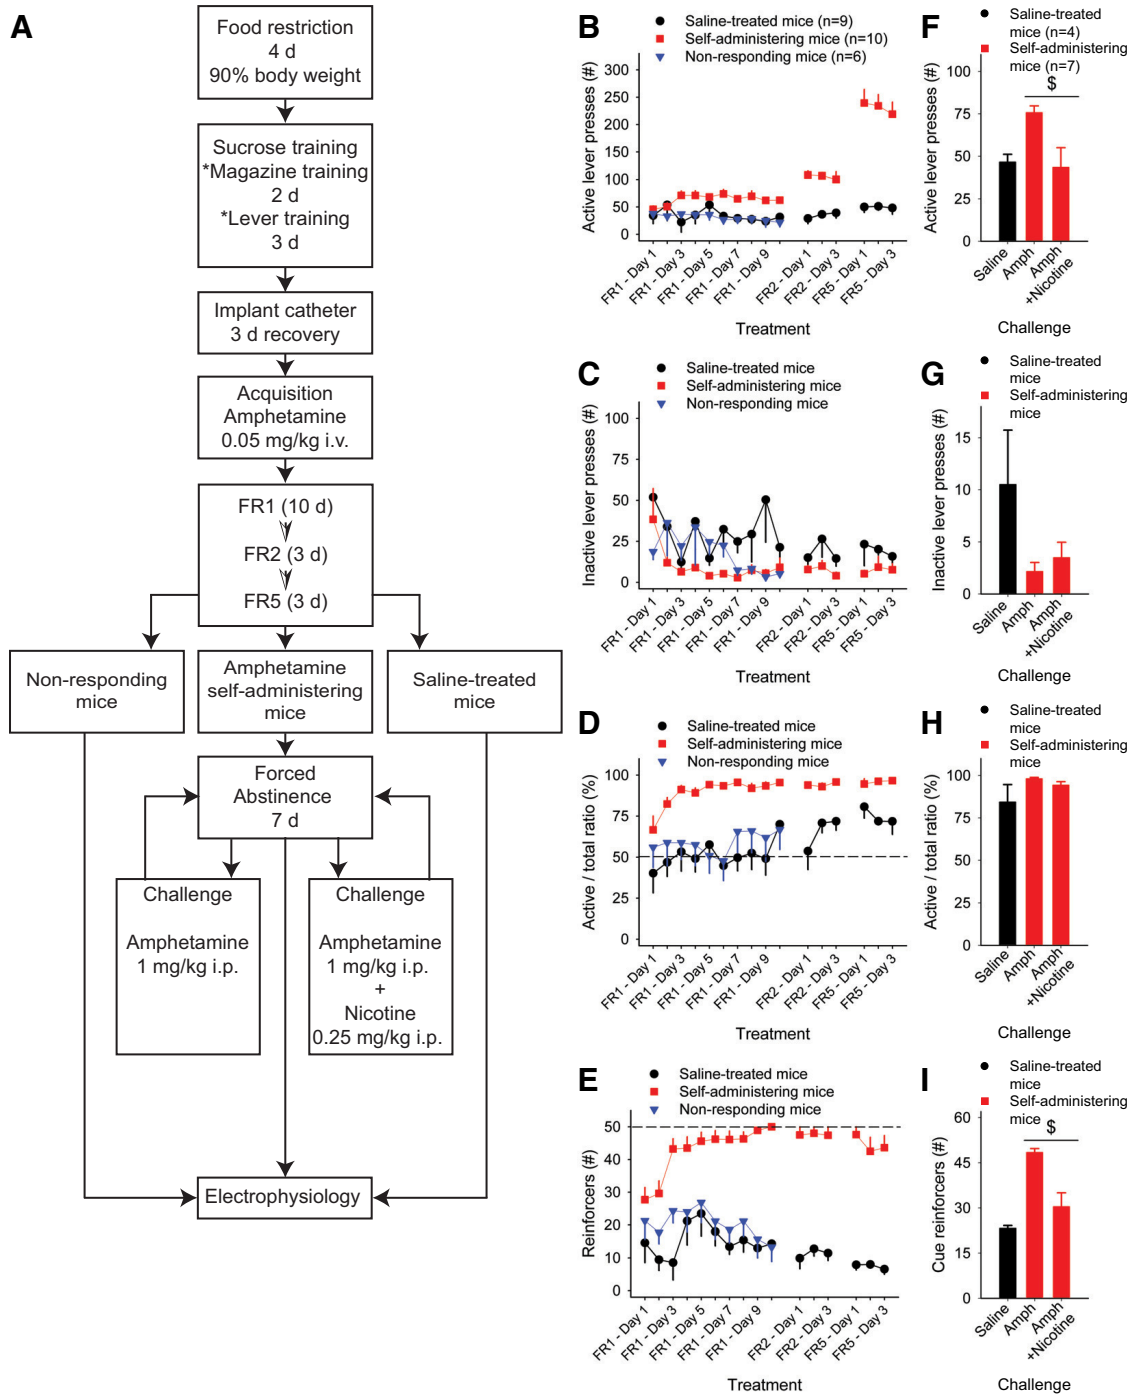 A
Food restriction
4 d
90% body weight
Sucrose training
*Magazine training
2 d
*Lever training
3 d
Implant catheter
3 d recovery
Acquisition
Amphetamine
0.05 mg/kg i.v.
FR1 (10 d)
FR2 (3 d)
FR5 (3 d)
Non-responding
mice
Amphetamine
self-administering
mice
Saline-treated
mice
Forced
Abstinence
7 d
Challenge
Amphetamine
1 mg/kg i.p.
Challenge
Amphetamine
1 mg/kg i.p.
+
Nicotine
0.25 mg/kg i.p.
Electrophysiology
B
Saline-treated mice (n=9)
Self-administering mice (n=10)
Non-responding mice (n=6)
Active lever presses (#)
300
250
200
150
100
50
0
FR1 - Day 1
FR1 - Day 3
FR1 - Day 5
FR1 - Day 7
FR1 - Day 9
FR2 - Day 1
FR2 - Day 3
FR5 - Day 1
FR5 - Day 3
Treatment
F
Saline-treated
mice (n=4)
Self-administering
mice (n=7)
Active lever presses (#)
100
75
50
25
0
$
Saline
Amph
Amph
+Nicotine
Challenge
C
Saline-treated mice
Self-administering mice
Non-responding mice
Inactive lever presses (#)
100
75
50
25
0
FR1 - Day 1
FR1 - Day 3
FR1 - Day 5
FR1 - Day 7
FR1 - Day 9
FR2 - Day 1
FR2 - Day 3
FR5 - Day 1
FR5 - Day 3
Treatment
G
Saline-treated
mice
Self-administering
mice
Inactive lever presses (#)
15
10
5
0
Saline
Amph
Amph
+Nicotine
Challenge
D
Saline-treated mice
Self-administering mice
Non-responding mice
Active / total ratio (%)
100
75
50
25
0
FR1 - Day 1
FR1 - Day 3
FR1 - Day 5
FR1 - Day 7
FR1 - Day 9
FR2 - Day 1
FR2 - Day 3
FR5 - Day 1
FR5 - Day 3
Treatment
H
Saline-treated
mice
Self-administering
mice
Active / total ratio (%)
100
75
50
25
0
Saline
Amph
Amph
+Nicotine
Challenge
E
Saline-treated mice
Self-administering mice
Non-responding mice
Reinforcers (#)
50
40
30
20
10
0
FR1 - Day 1
FR1 - Day 3
FR1 - Day 5
FR1 - Day 7
FR1 - Day 9
FR2 - Day 1
FR2 - Day 3
FR5 - Day 1
FR5 - Day 3
Treatment
I
Saline-treated
mice
Self-administering
mice
Cue reinforcers (#)
60
45
30
15
0
$
Saline
Amph
Amph
+Nicotine
Challenge